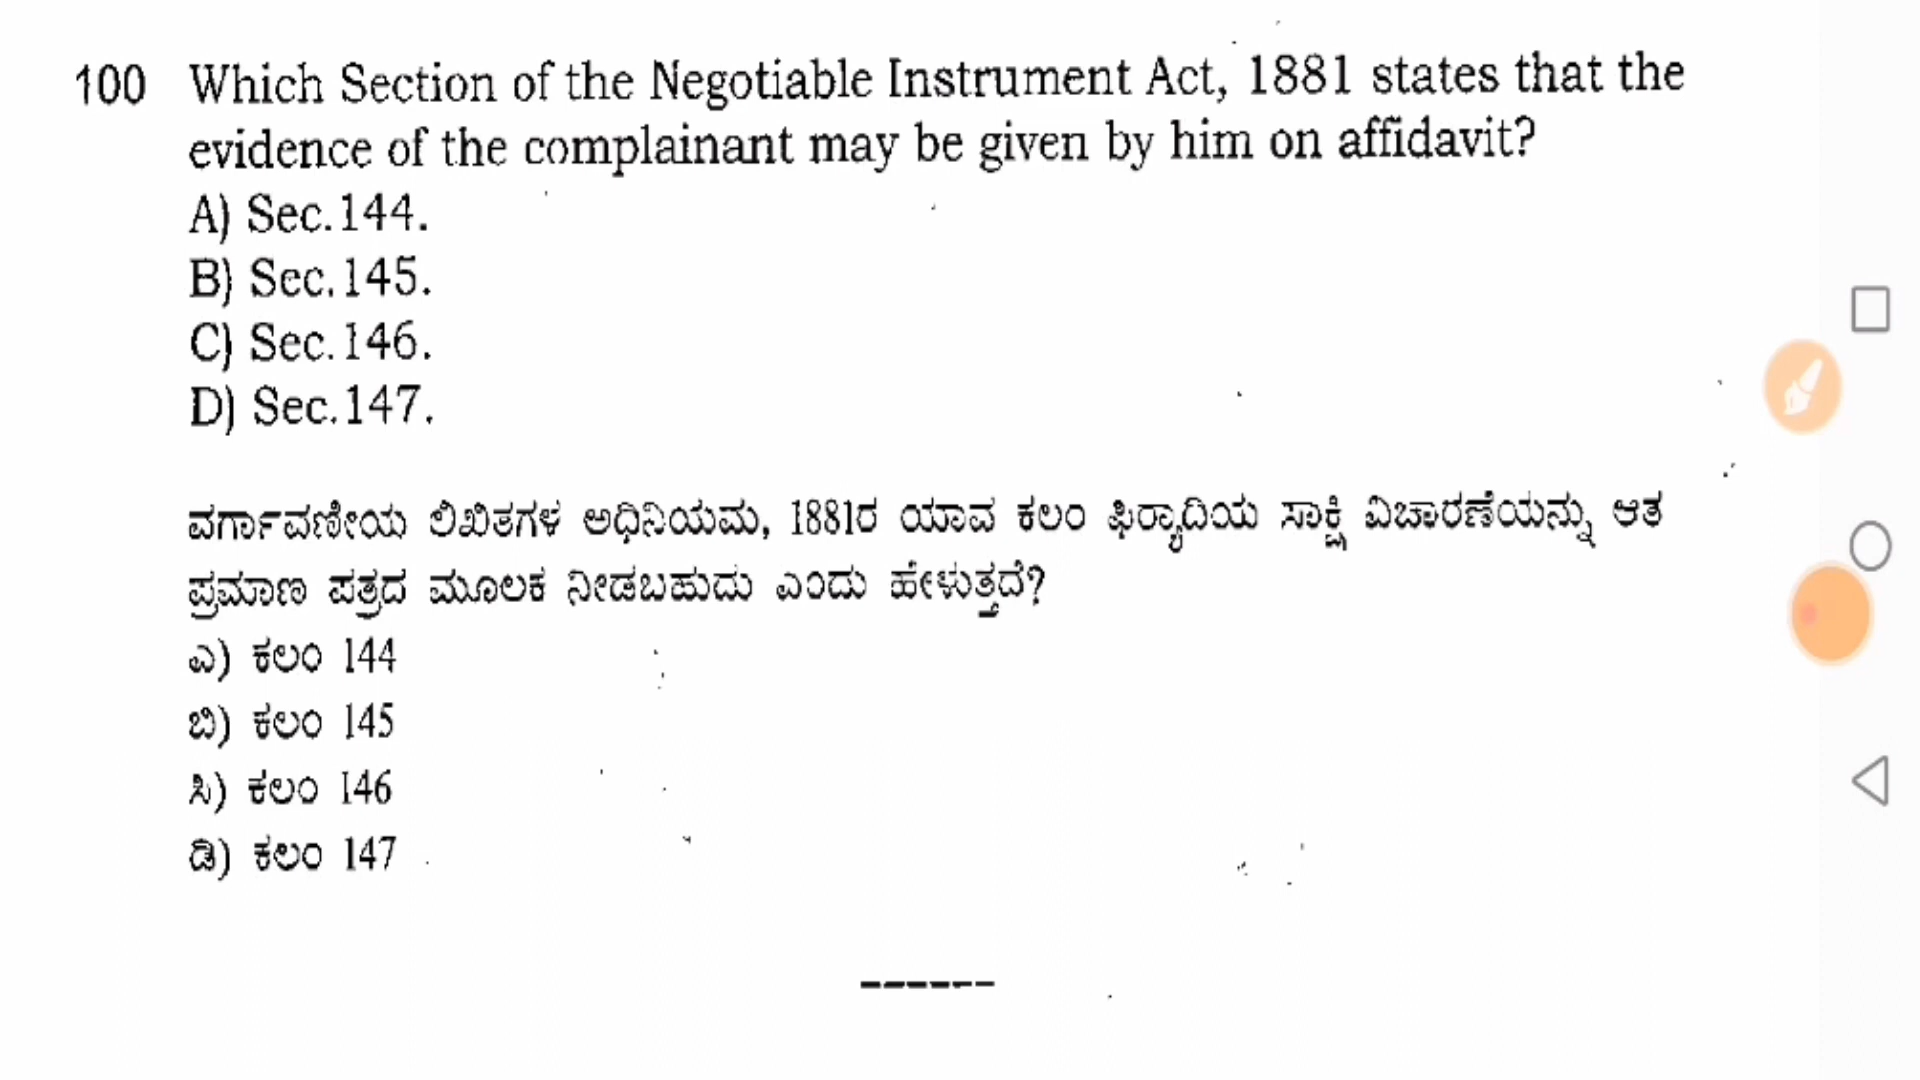 100 Which Section of the Negotiable Instrument Act, 1881 states that the
evidence of the complainant may be given by him on affidavit?
A) Sec.144.
B) Sec.145.
C) Sec.146.
D) Sec.147.
ವರ್ಗಾವಣೀಯ ಲಿಖಿತಗಳ ಅಧಿನಿಯಮ, 1881ರ ಯಾವ ಕಲಂ ಫಿರ್‍ಯಾದಿಯ ಸಾಕ್ಷಿ ವಿಚಾರಣೆಯನ್ನು ಆತ
ಪ್ರಮಾಣ ಪತ್ರದ ಮೂಲಕ ನೀಡಬಹುದು ಎಂದು ಹೇಳುತ್ತದೆ?
ಎ) ಕಲಂ 144
ಬಿ) ಕಲಂ 145
ಸಿ) ಕಲಂ 146
ಡಿ) ಕಲಂ 147
------